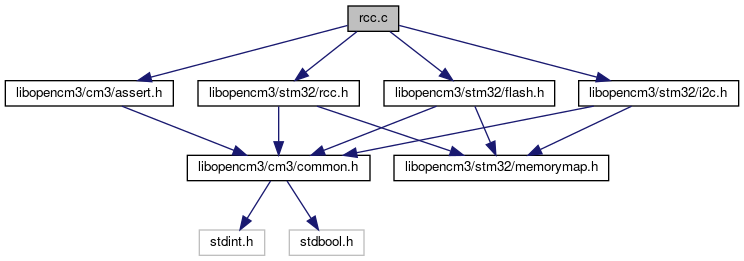 rcc.c
libopencm3/cm3/assert.h
libopencm3/stm32/rcc.h
libopencm3/stm32/flash.h
libopencm3/stm32/i2c.h
libopencm3/cm3/common.h
libopencm3/stm32/memorymap.h
stdint.h
stdbool.h